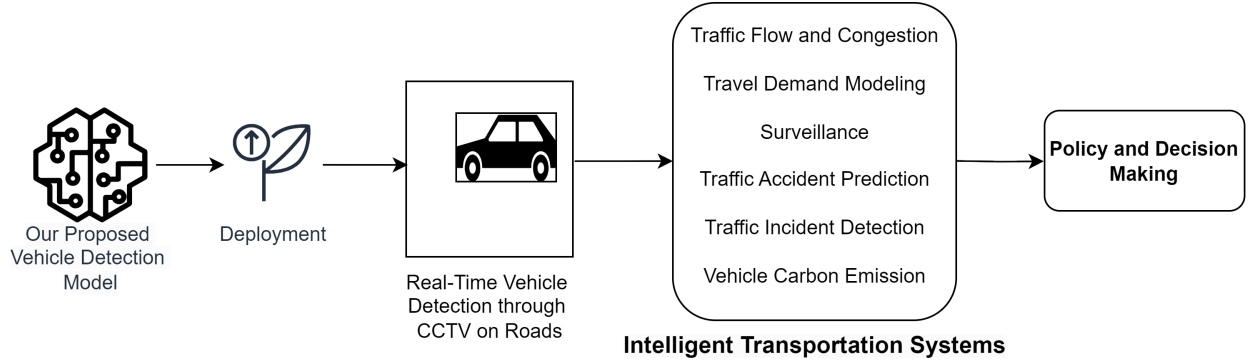 Our Proposed
Vehicle Detection
Model
Deployment
Real-Time Vehicle
Detection through
CCTV on Roads
Traffic Flow and Congestion
Travel Demand Modeling
Surveillance
Traffic Accident Prediction
Traffic Incident Detection
Vehicle Carbon Emission
Intelligent Transportation Systems
Policy and Decision
Making